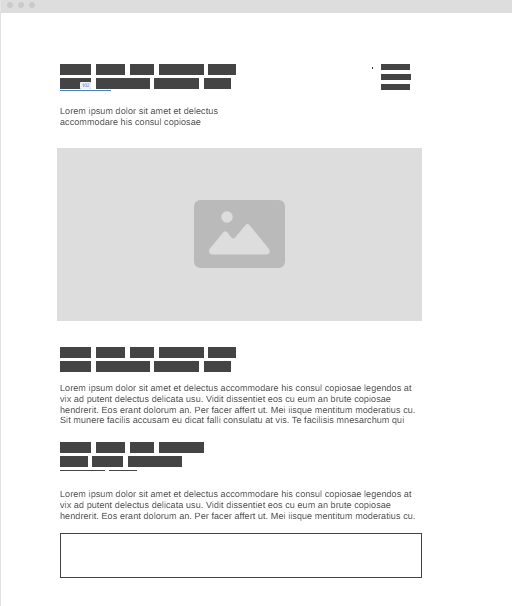 Lorem ipsum dolor sit amet et delectus
accommodare his consul copiosae
Lorem ipsum dolor sit amet et delectus accommodare his consul copiosae legendos at
vix ad putent delectus delicata usu. Vidit dissentiet eos cu eum an brute copiosae
hendrerit. Eos erant dolorum an. Per facer affert ut. Mei iisque mentitum moderatius cu.
Sit munere facilis accusam eu dicat falli consulatu at vis. Te facilisis mnesarchum qui
Lorem ipsum dolor sit amet et delectus accommodare his consul copiosae legendos at
vix ad putent delectus delicata usu. Vidit dissentiet eos cu eum an brute copiosae
hendrerit. Eos erant dolorum an. Per facer affert ut. Mei iisque mentitum moderatius cu.